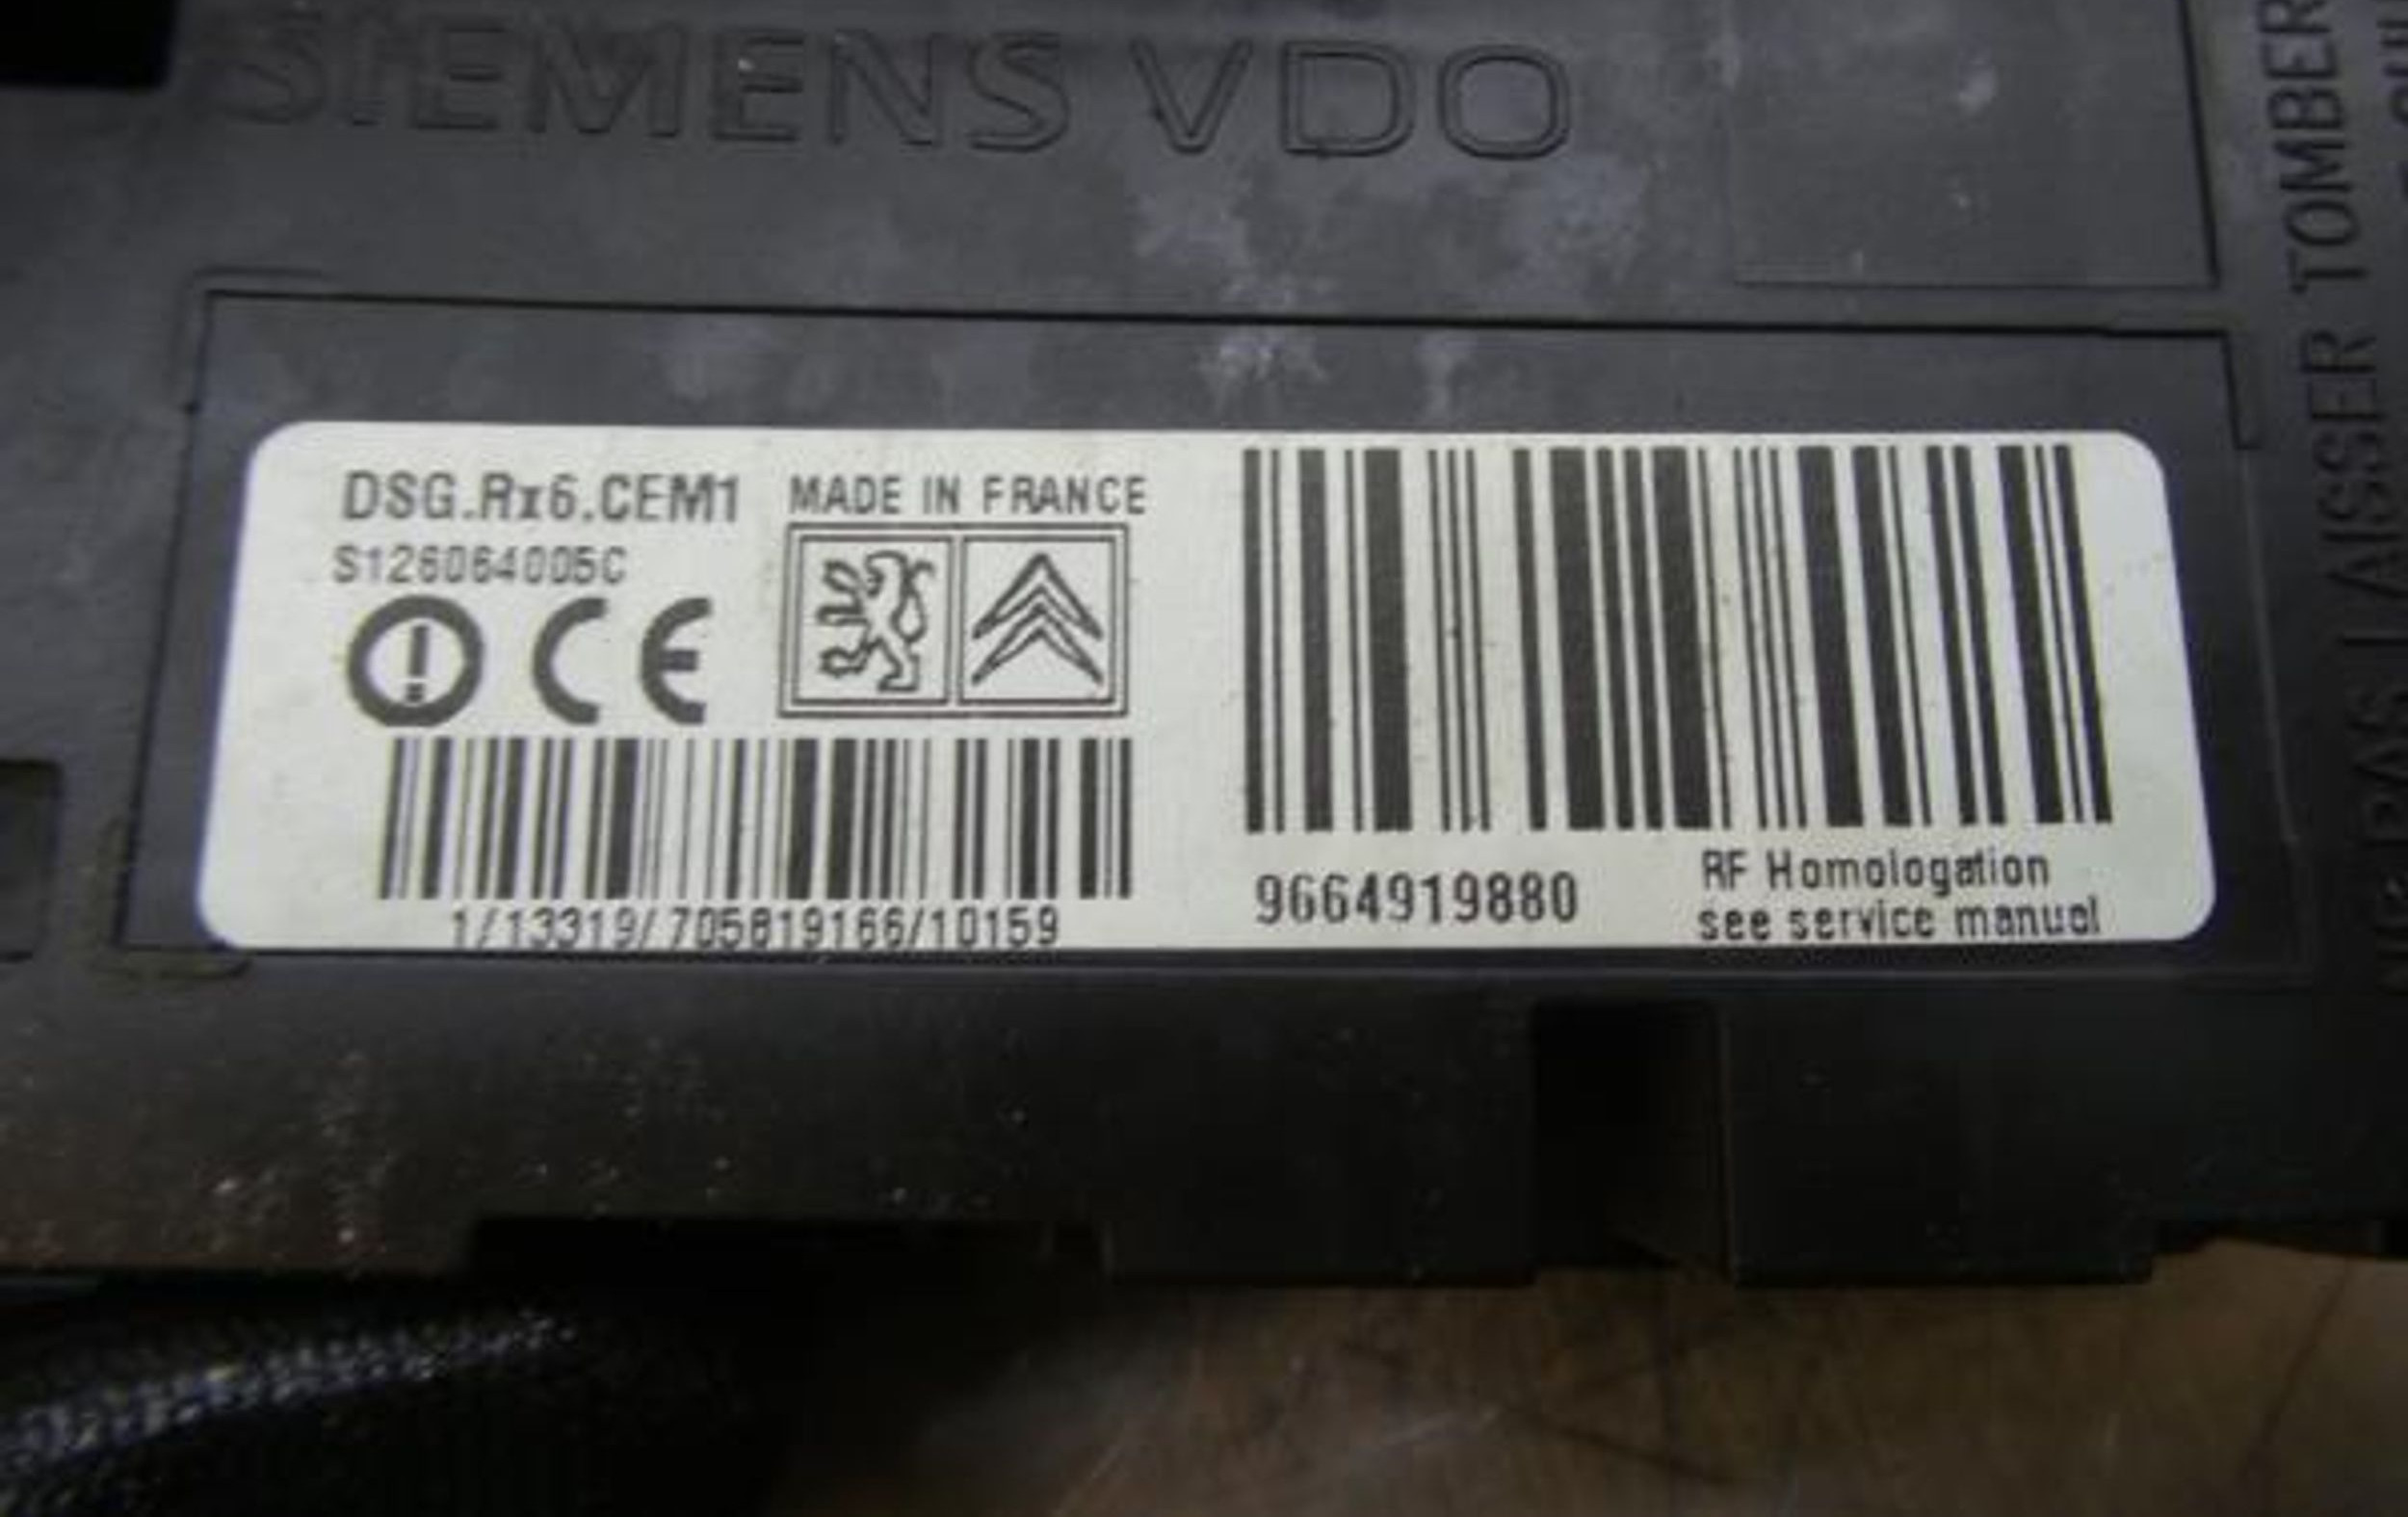 SIEMENS VDO
DSG.Rx6.CEM1
MADE IN FRANCE
S126064005C
CE
1/13319/705819166/10159
9664919880
RF Homologation
see service manual
PAS LAISSER TOMBER